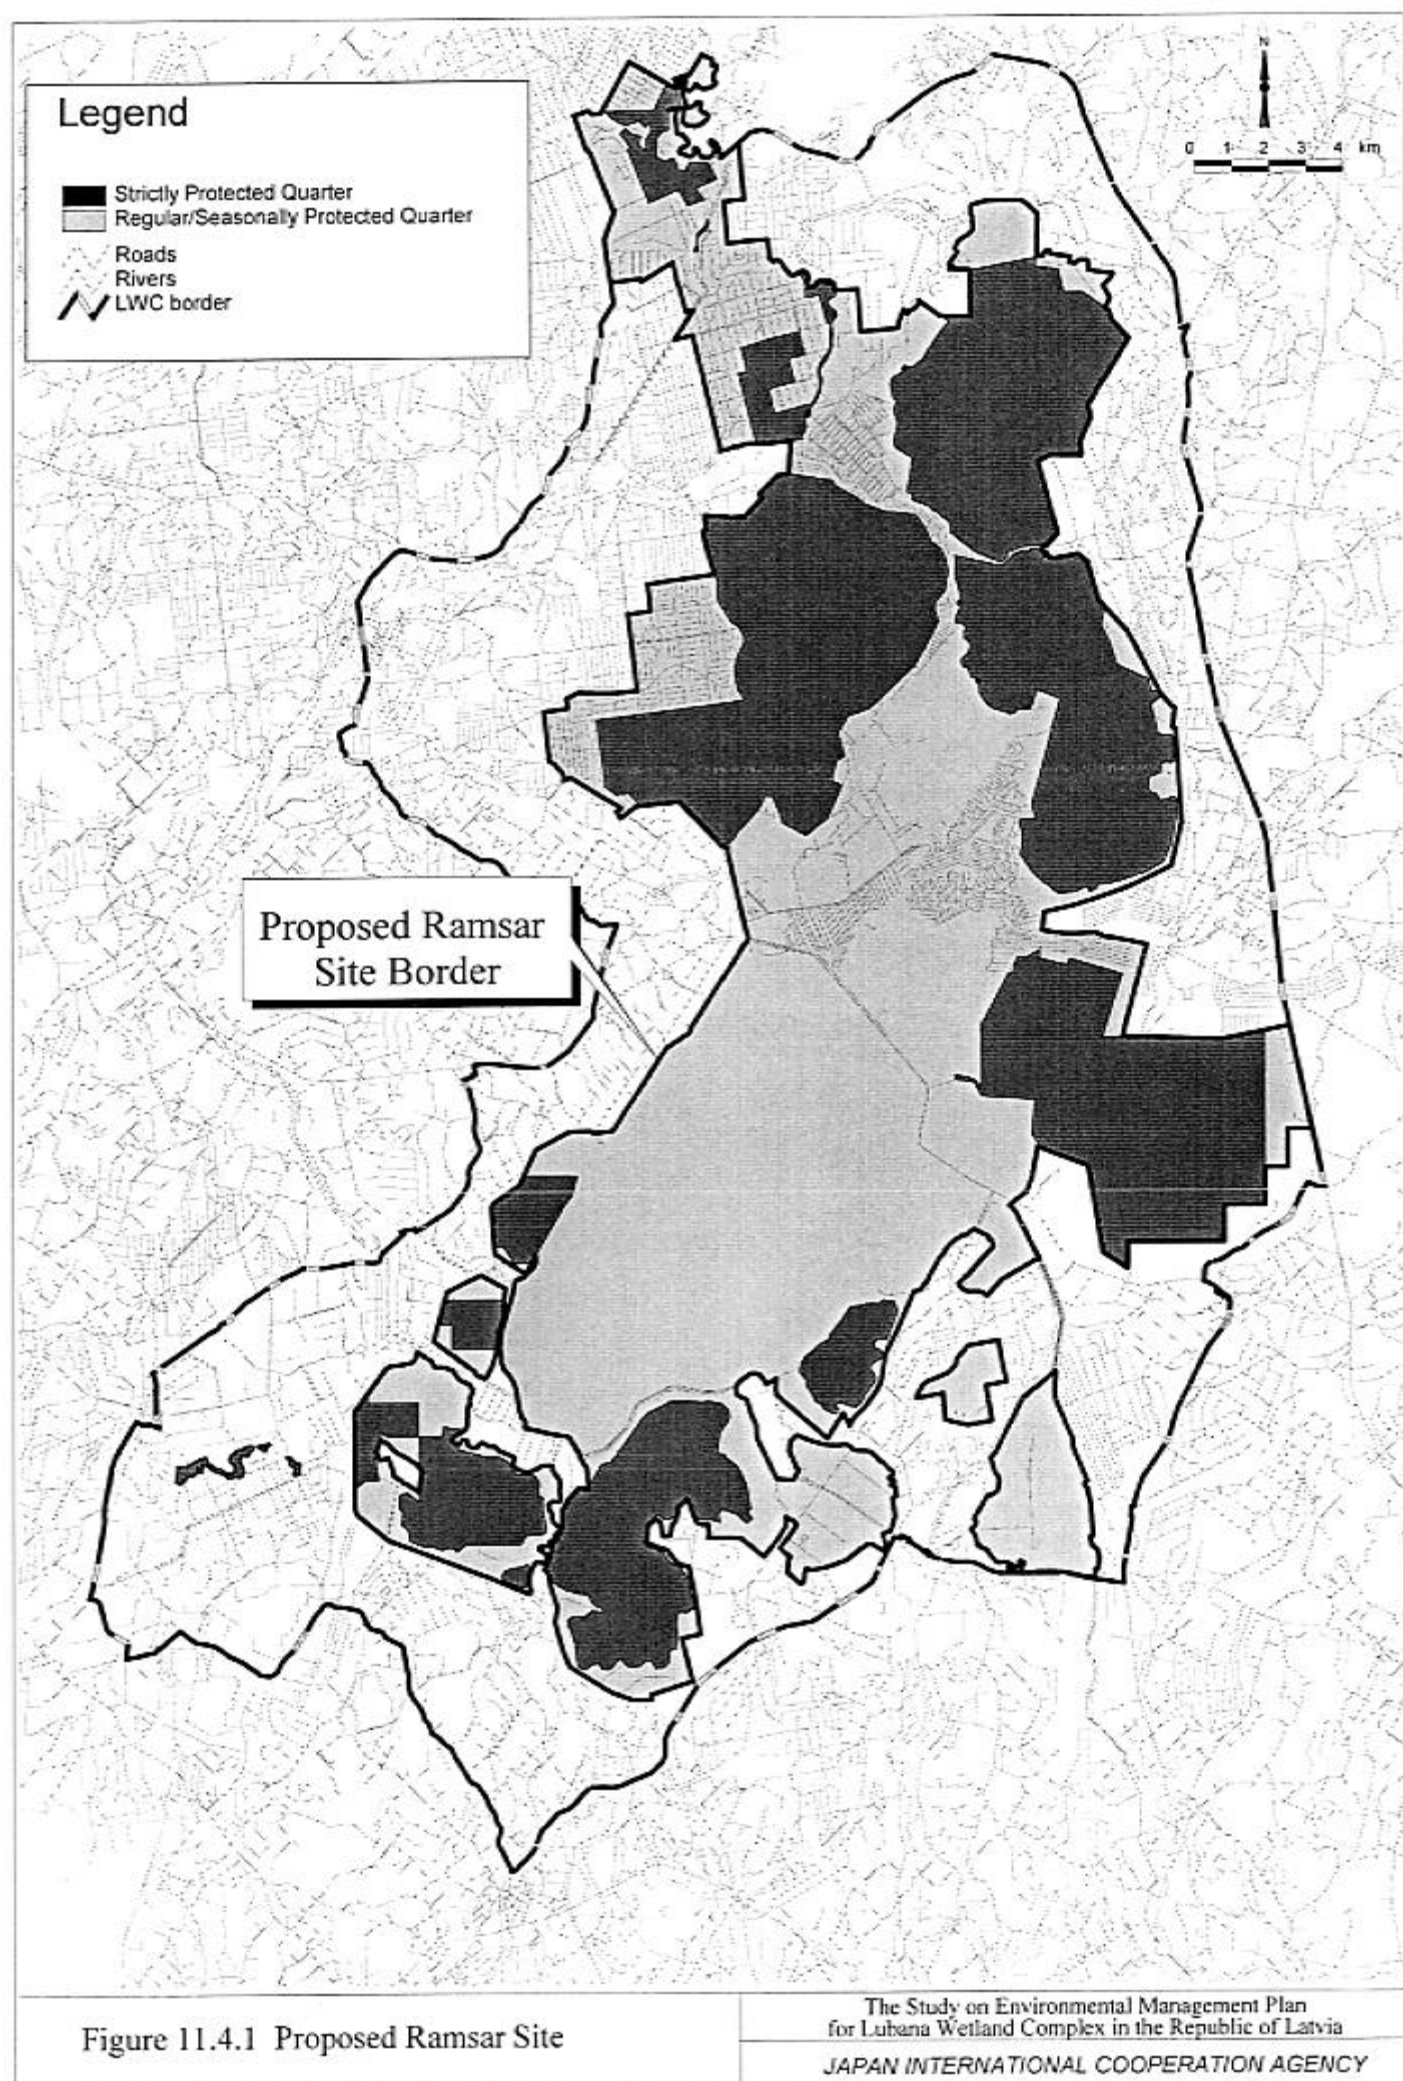 Legend
Strictly Protected Quarter
Regular/Seasonally Protected Quarter
Roads
Rivers
LWC border
N
0 1 2 3 4 km
Proposed Ramsar
Site Border
Figure 11.4.1 Proposed Ramsar Site
The Study on Environmental Management Plan
for Lubana Wetland Complex in the Republic of Latvia
JAPAN INTERNATIONAL COOPERATION AGENCY